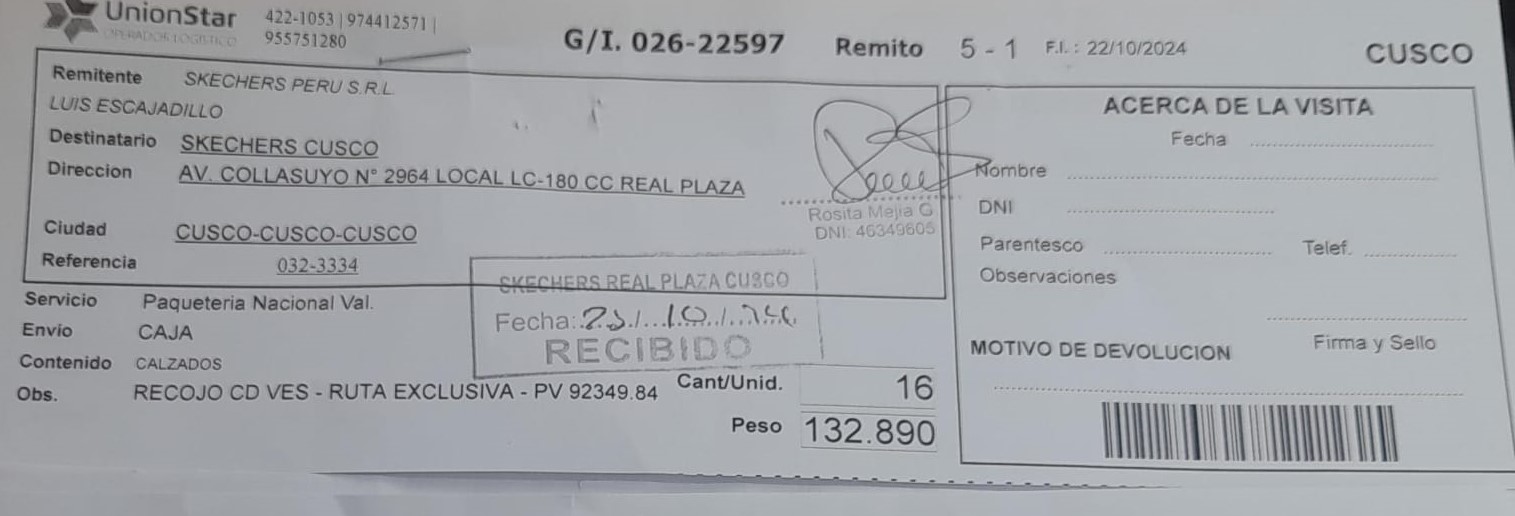 UnionStar
OPERADOR LOGISTICO
422-1053 | 974412571 |
955751280
G/I. 026-22597
Remito 5 - 1 F.I. : 22/10/2024
CUSCO
Remitente SKECHERS PERU S.R.L
LUIS ESCAJADILLO
Destinatario SKECHERS CUSCO
Direccion AV. COLLASUYO N° 2964 LOCAL LC-180 CC REAL PLAZA
Ciudad CUSCO-CUSCO-CUSCO
Referencia 032-3334
Rosita Mejia G
DNI: 46349605
SKECHERS REAL PLAZA CUSCO
Fecha: /10/
RECIBIDO
Servicio Paqueteria Nacional Val.
Envio CAJA
Contenido CALZADOS
Obs. RECOJO CD VES - RUTA EXCLUSIVA - PV 92349.84
Cant/Unid. 16
Peso 132.890
ACERCA DE LA VISITA
Fecha
Nombre
DNI
Parentesco Telef.
Observaciones
Firma y Sello
MOTIVO DE DEVOLUCION